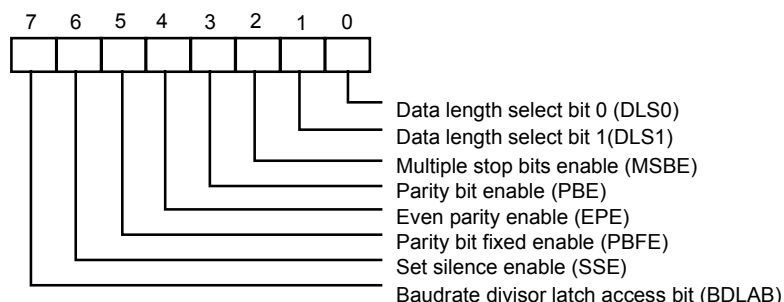 7 6 5 4 3 2 1 0
Data length select bit 0 (DLS0)
Data length select bit 1(DLS1)
Multiple stop bits enable (MSBE)
Parity bit enable (PBE)
Even parity enable (EPE)
Parity bit fixed enable (PBFE)
Set silence enable (SSE)
Baudrate divisor latch access bit (BDLAB)